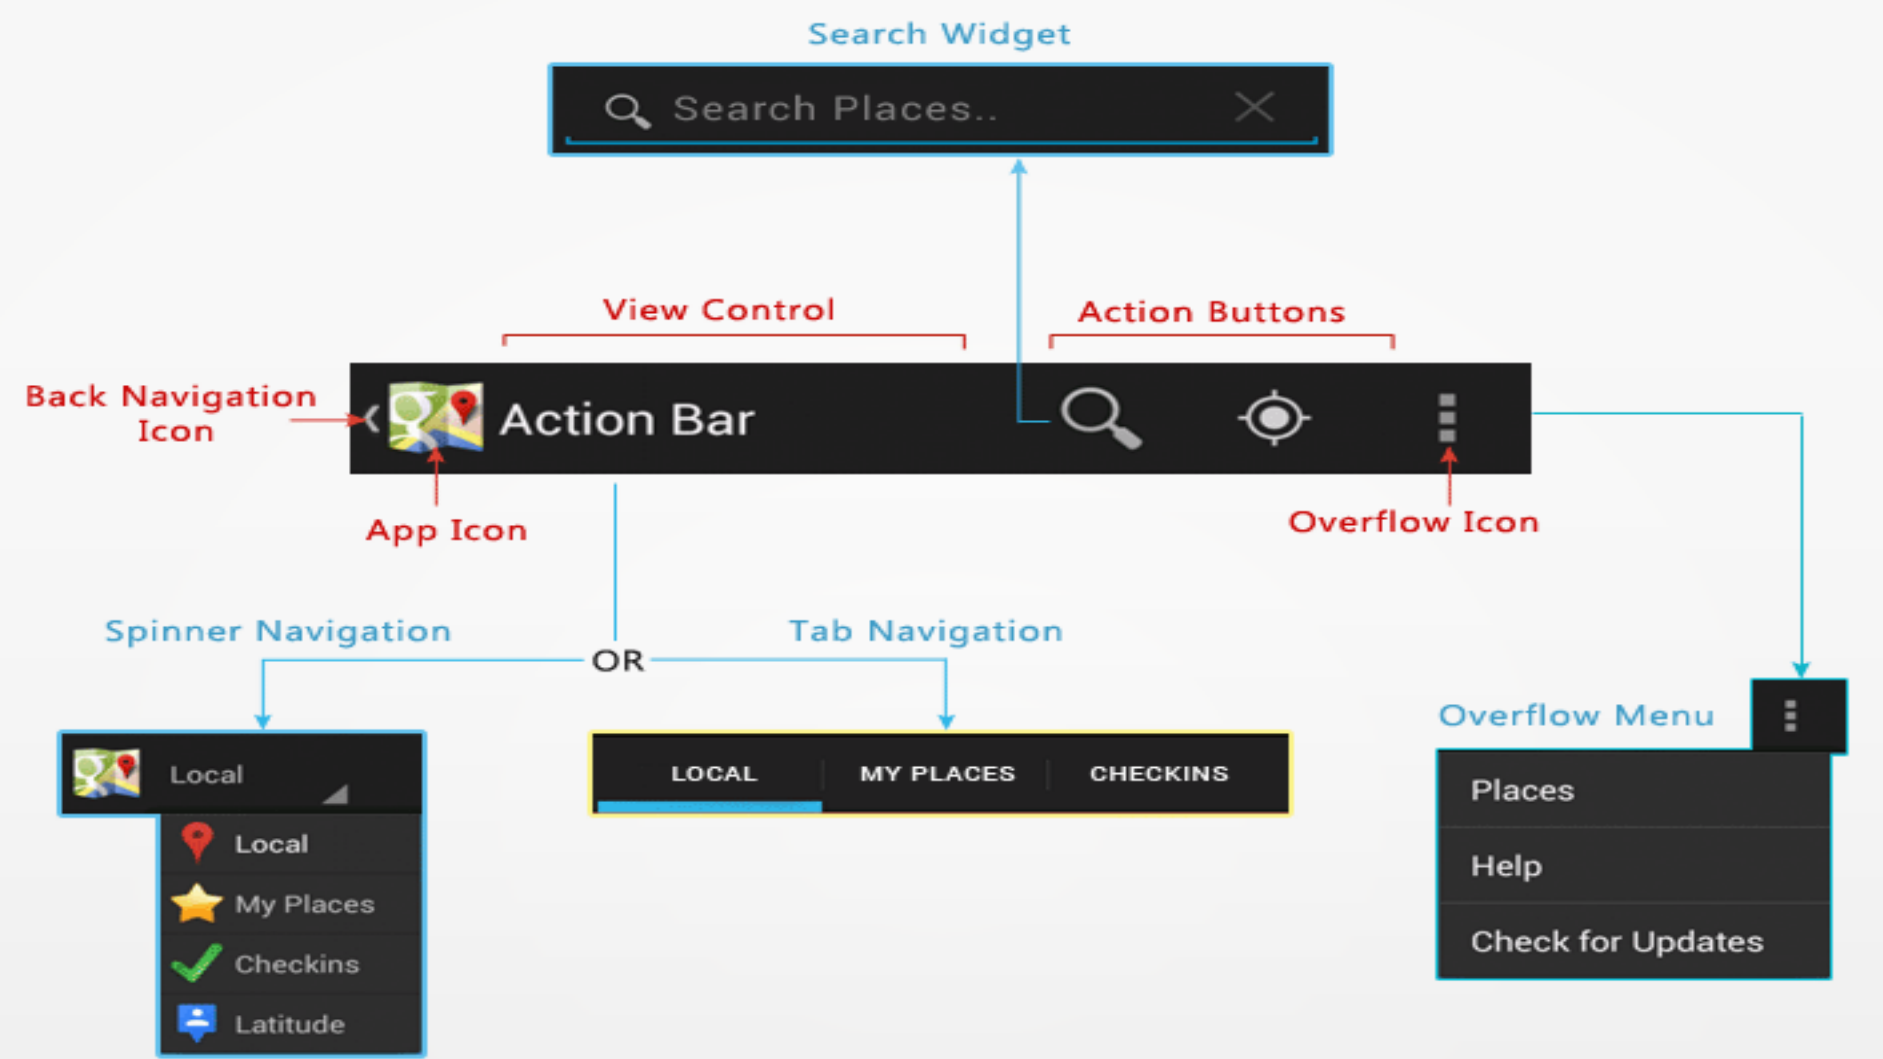 Search Widget
Search Places..
View Control
Action Buttons
Back Navigation
Icon
Action Bar
App Icon
Overflow Icon
Spinner Navigation
OR
Tab Navigation
Local
Local
My Places
Checkins
Latitude
LOCAL
MY PLACES
CHECKINS
Overflow Menu
Places
Help
Check for Updates